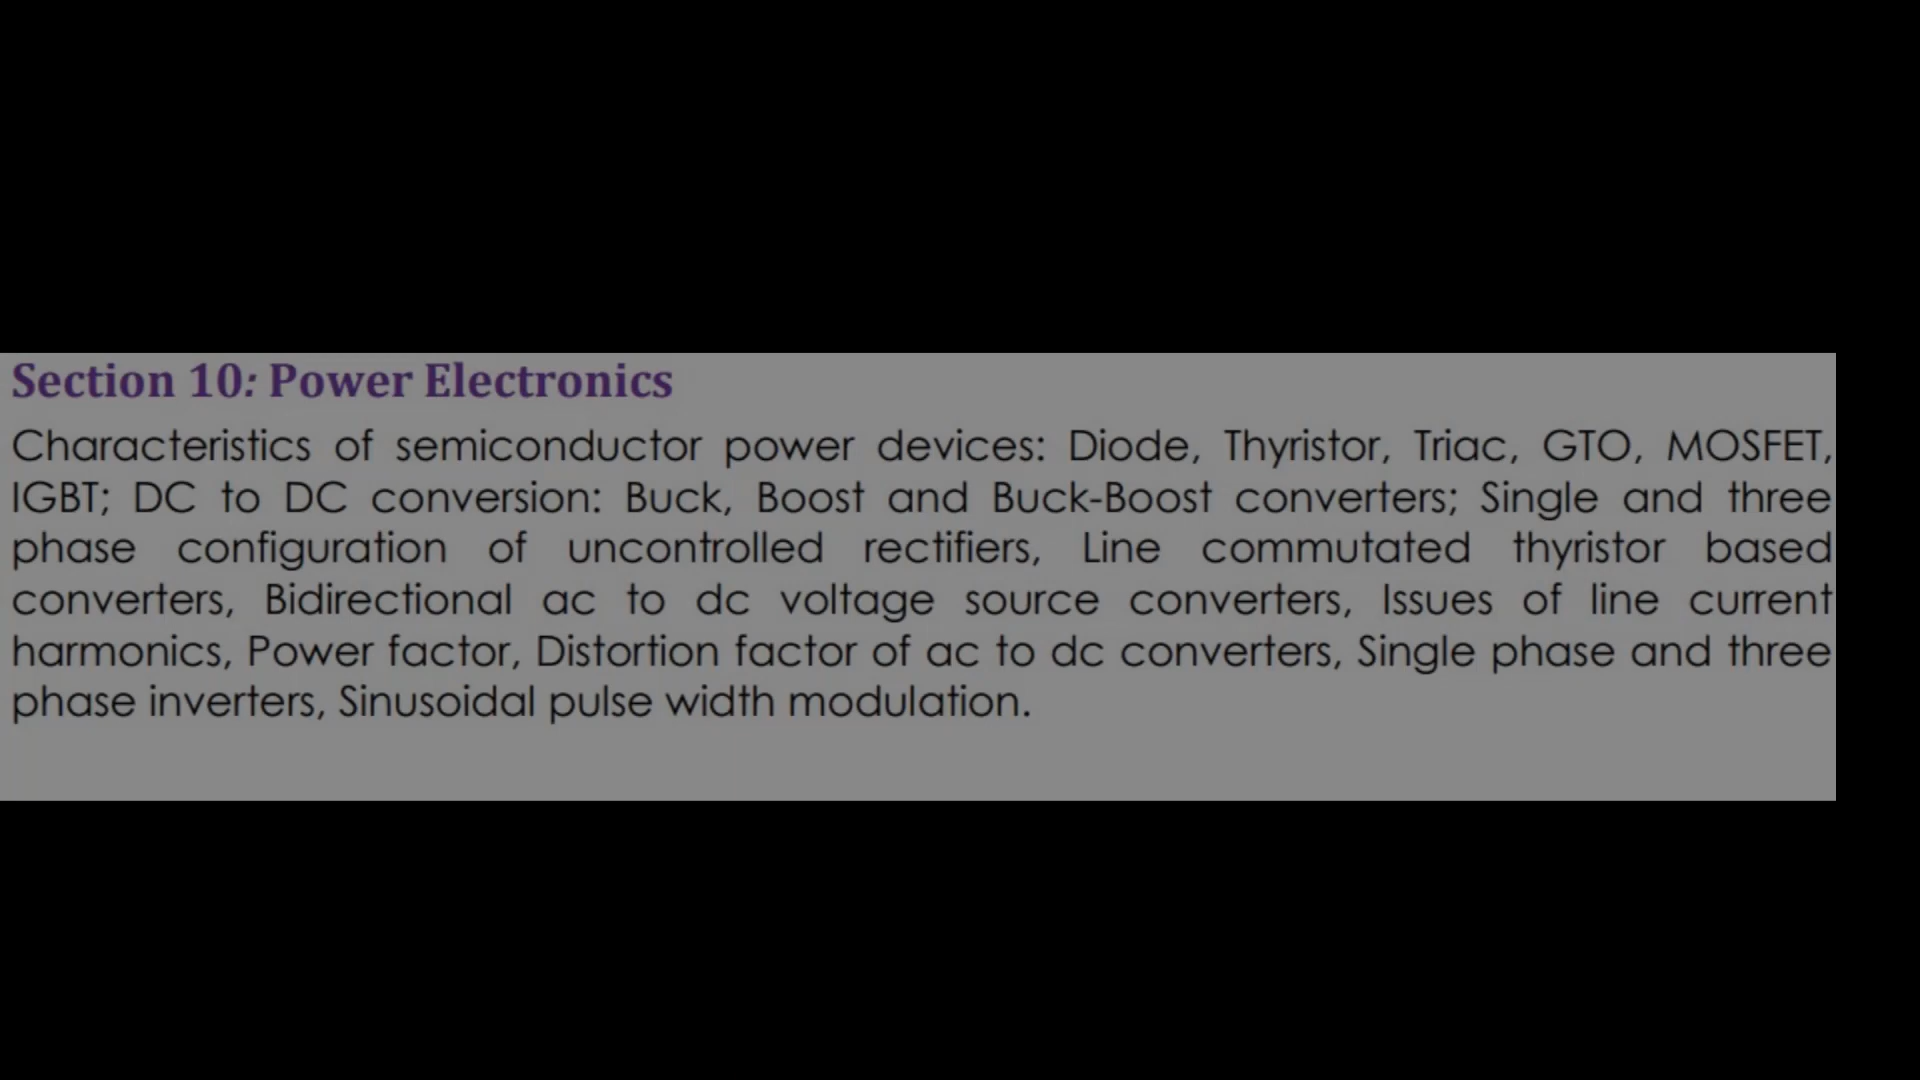 Section 10: Power Electronics
Characteristics of semiconductor power devices: Diode, Thyristor, Triac, GTO, MOSFET,
IGBT; DC to DC conversion: Buck, Boost and Buck-Boost converters; Single and three
phase configuration of uncontrolled rectifiers, Line commutated thyristor based
converters, Bidirectional ac to dc voltage source converters, Issues of line current
harmonics, Power factor, Distortion factor of ac to dc converters, Single phase and three
phase inverters, Sinusoidal pulse width modulation.